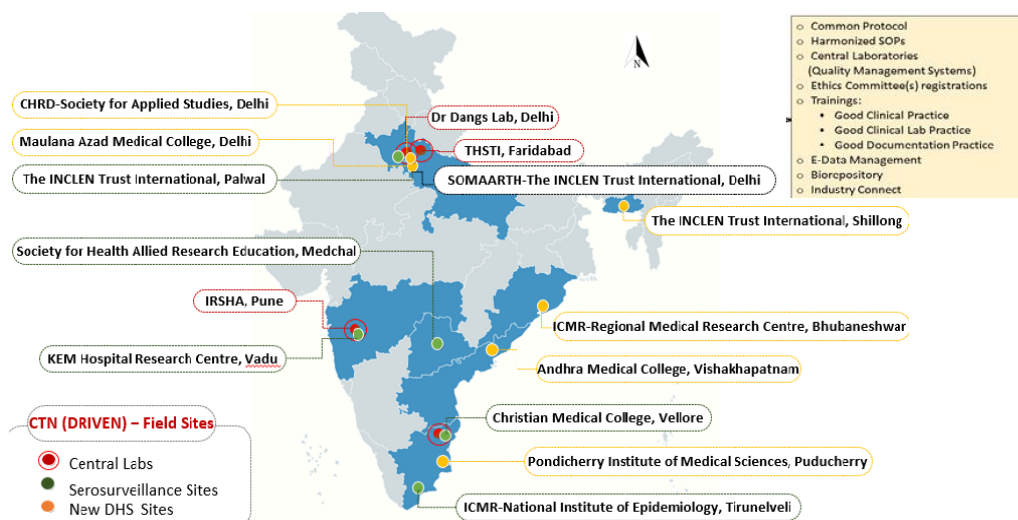 Common Protocol
Harmonized SOPs
Central Laboratories
(Quality Management Systems)
Ethics Committee(s) registrations
Trainings:
Good Clinical Practice
Good Clinical Lab Practice
Good Documentation Practice
E-Data Management
Biorepository
Industry Connect
N
CHRD-Society for Applied Studies, Delhi
Dr Dangs Lab, Delhi
Maulana Azad Medical College, Delhi
THSTI, Faridabad
The INCLEN Trust International, Palwal
SOMAARTH-The INCLEN Trust International, Delhi
The INCLEN Trust International, Shillong
Society for Health Allied Research Education, Medchal
IRSHA, Pune
ICMR-Regional Medical Research Centre, Bhubaneshwar
KEM Hospital Research Centre, Vadu
Andhra Medical College, Vishakhapatnam
Christian Medical College, Vellore
Pondicherry Institute of Medical Sciences, Puducherry
ICMR-National Institute of Epidemiology, Tirunelveli
CTN (DRIVEN) – Field Sites
Central Labs
Serosurveillance Sites
New DHS Sites